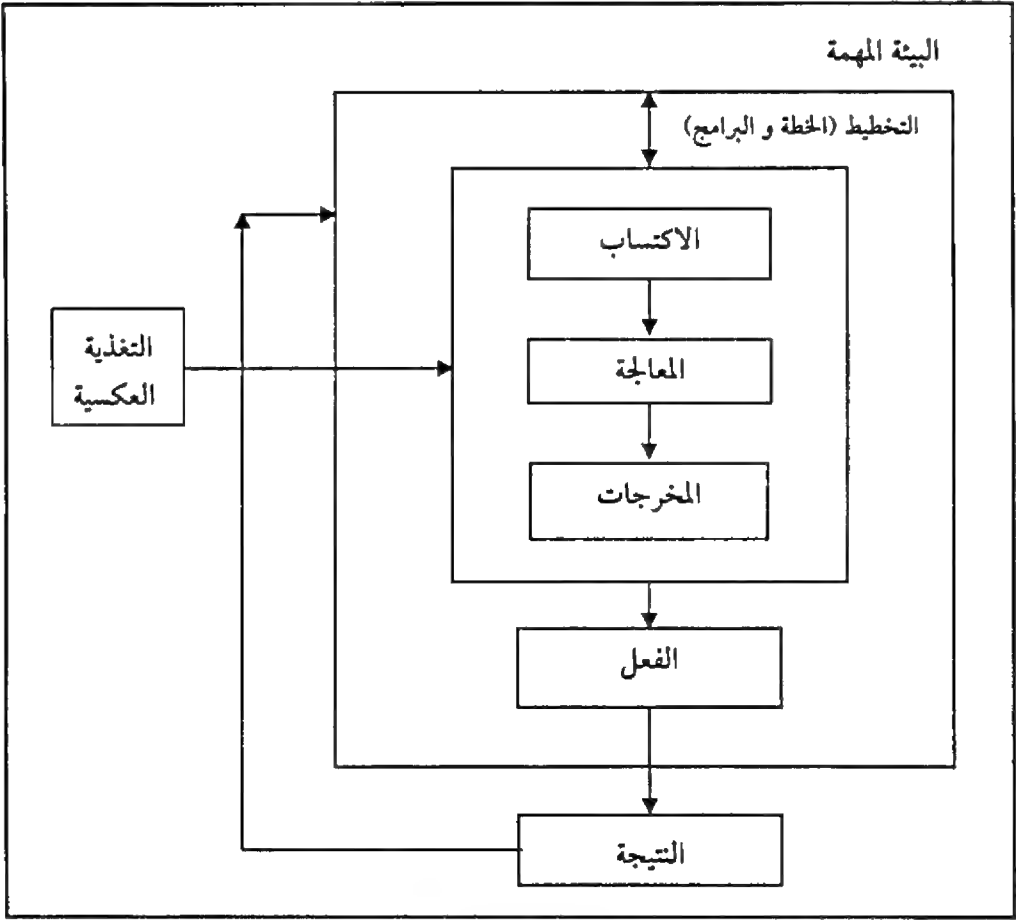 البيئة المهمة
التخطيط (الخطة و البرامج)
الاكتساب
المعالجة
المخرجات
التغذية
العكسية
الفعل
النتيجة